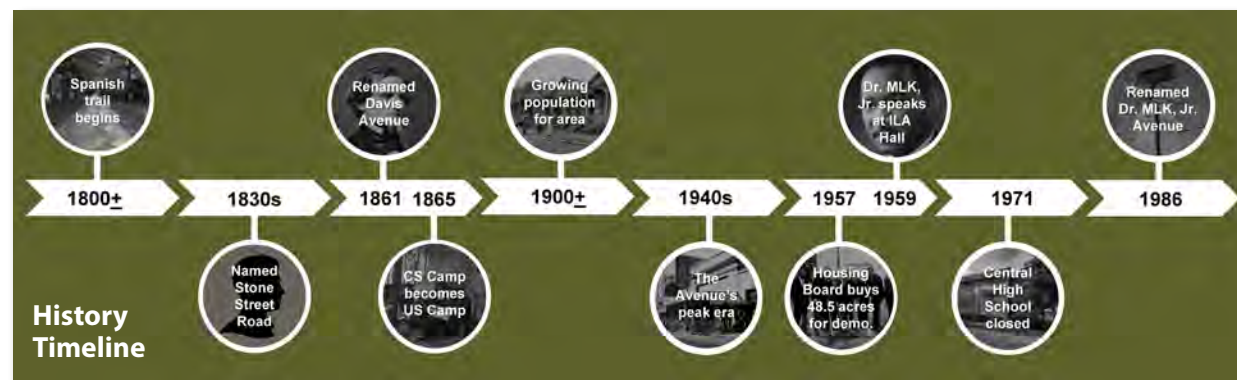 Spanish
trail
begins
Renamed
Davis
Avenue
Growing
population
for area
Dr. MLK,
Jr. speaks
at ILA
Hall
Renamed
Dr. MLK, Jr.
Avenue
1800±
1830s
1861 1865
1900±
1940s
1957 1959
1971
1986
Named
Stone
Street
Road
CS Camp
becomes
US Camp
The
Avenue's
peak era
Housing
Board buys
48.5 acres
for demo.
Central
High
School
closed
History
Timeline